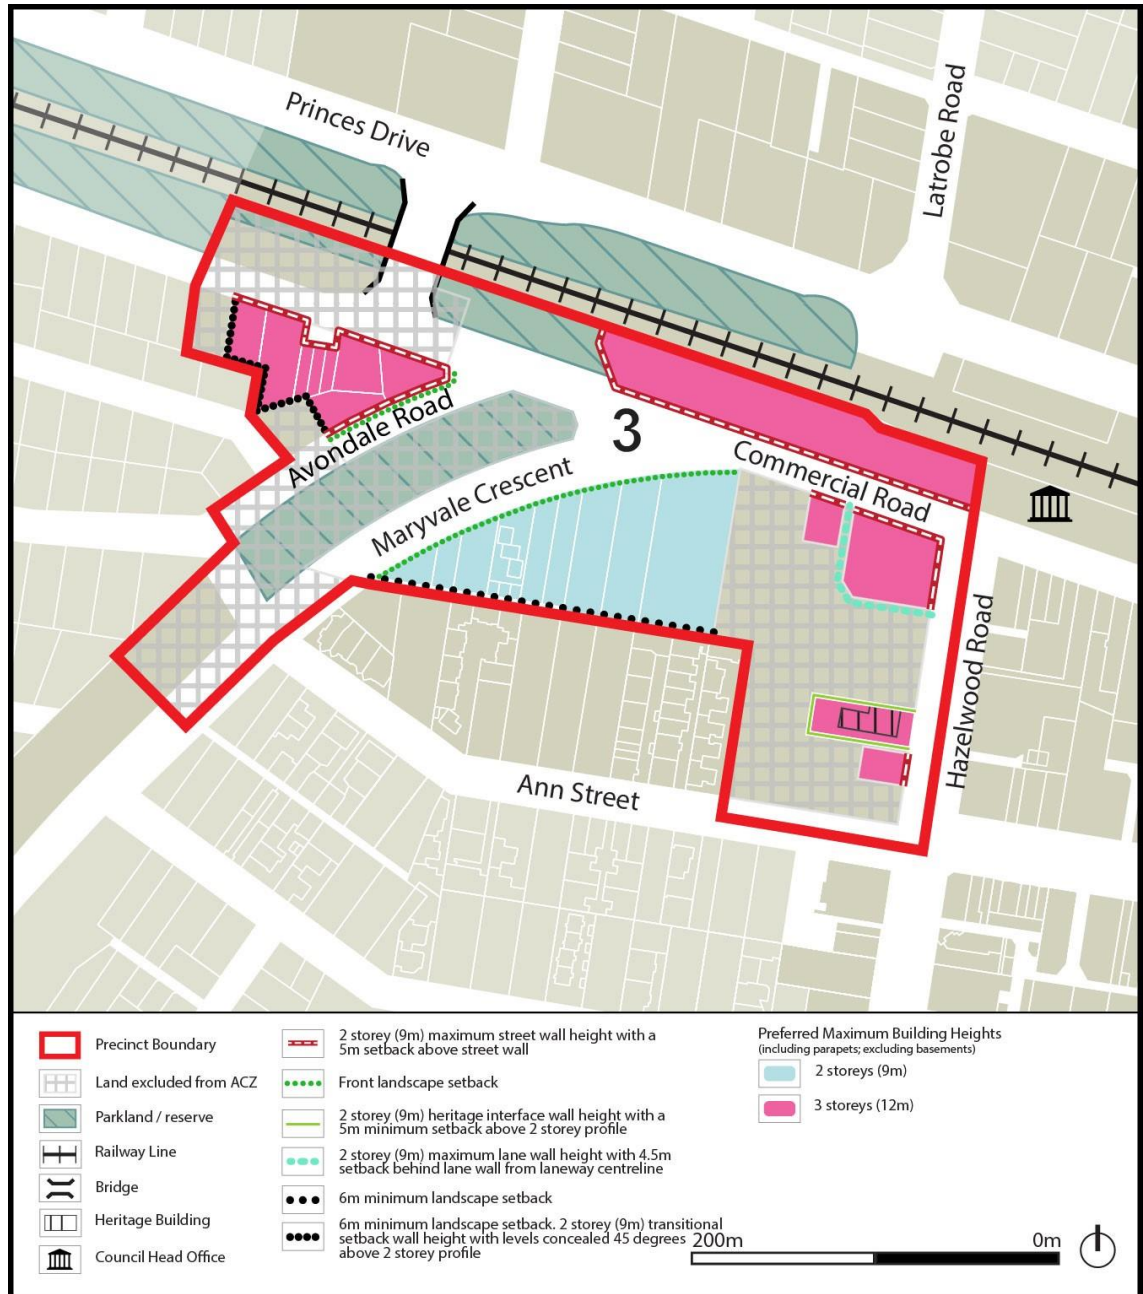 Princes Drive
Latrobe Road
3
Avondale Road
Maryvale Crescent
Commercial Road
Hazelwood Road
Ann Street
Precinct Boundary
Land excluded from ACZ
Parkland / reserve
Railway Line
Bridge
Heritage Building
Council Head Office
2 storey (9m) maximum street wall height with a
5m setback above street wall
Front landscape setback
2 storey (9m) heritage interface wall height with a
5m minimum setback above 2 storey profile
2 storey (9m) maximum lane wall height with 4.5m
setback behind lane wall from laneway centreline
6m minimum landscape setback
6m minimum landscape setback. 2 storey (9m) transitional
setback wall height with levels concealed 45 degrees
above 2 storey profile
Preferred Maximum Building Heights
(including parapets; excluding basements)
2 storeys (9m)
3 storeys (12m)
200m
0m